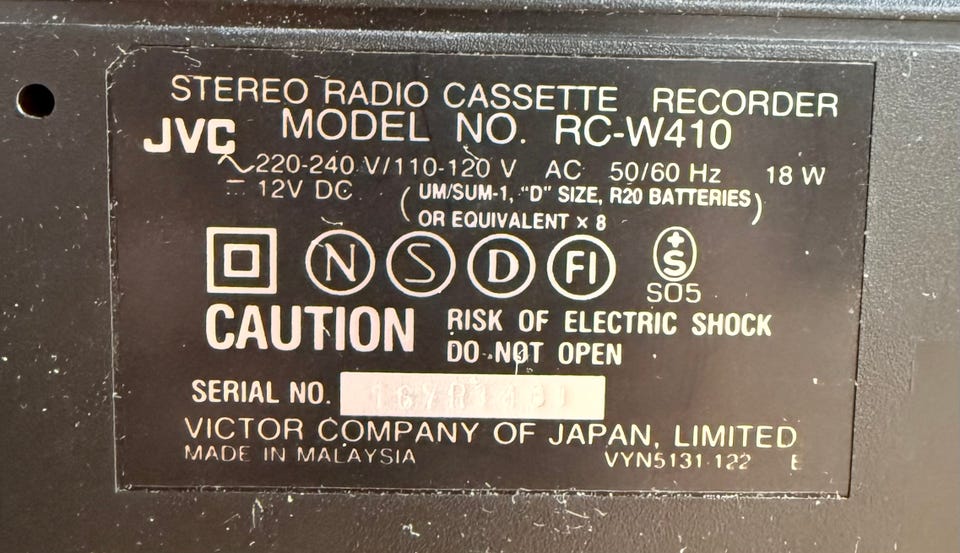 STEREO RADIO CASSETTE RECORDER
JVC MODEL NO. RC-W410
~220-240 V/110-120 V AC 50/60 Hz 18 W
⎓ 12V DC (UM/SUM-1, "D" SIZE, R20 BATTERIES)
OR EQUIVALENT x 8
N S D FI +S
S05
CAUTION RISK OF ELECTRIC SHOCK
DO NOT OPEN
SERIAL NO.
VICTOR COMPANY OF JAPAN, LIMITED
MADE IN MALAYSIA VYN5131-122 E